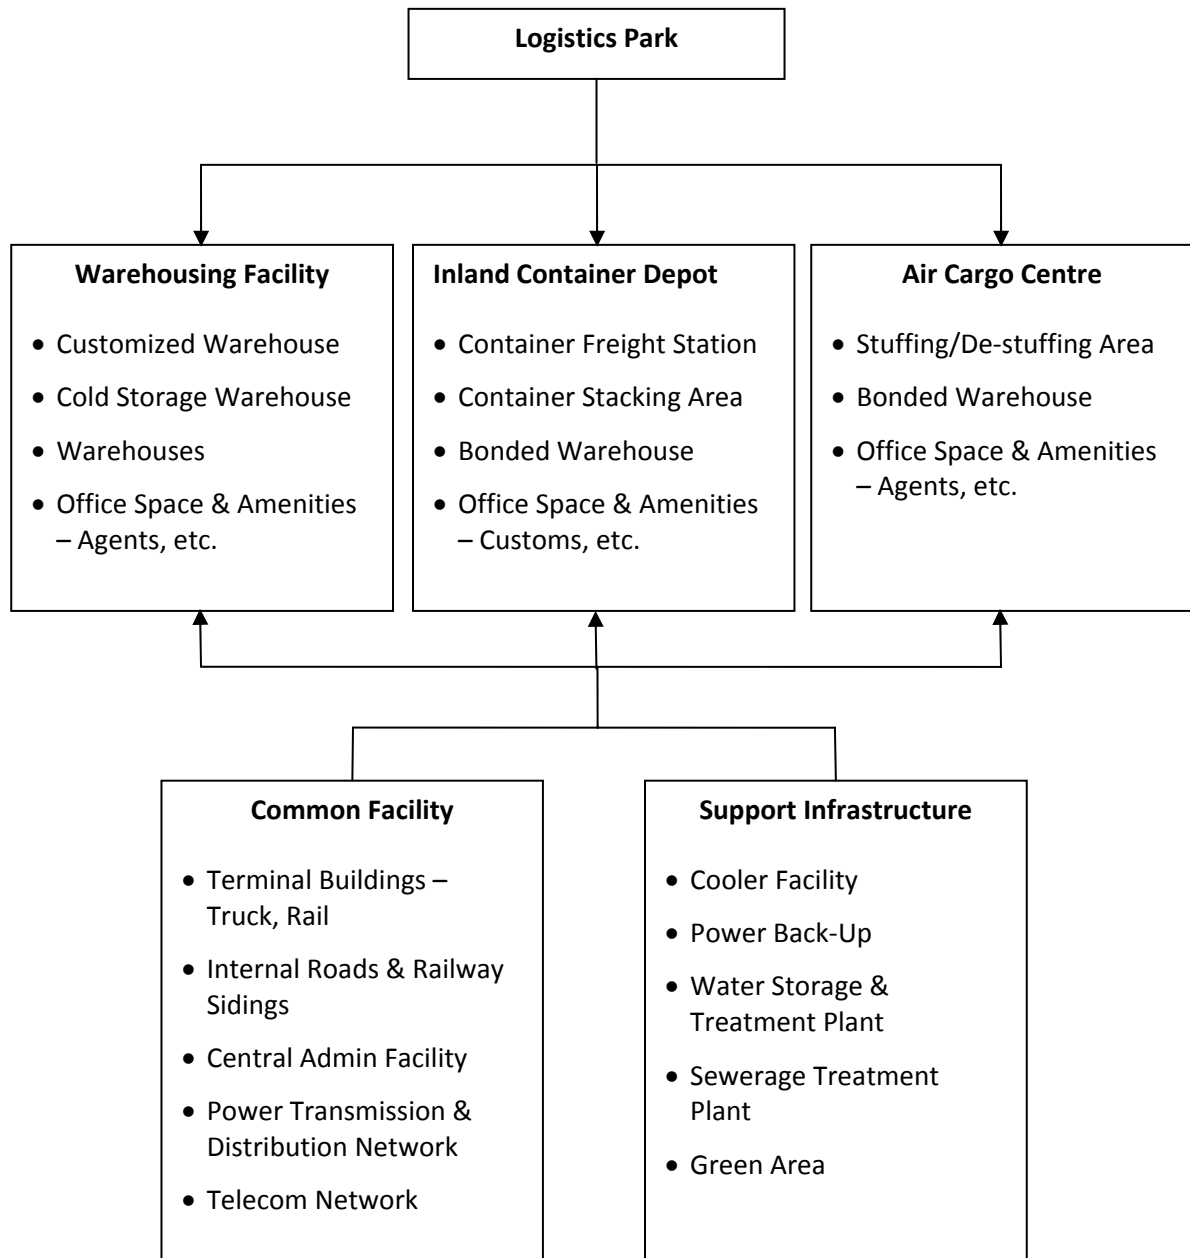 Logistics Park
Warehousing Facility
• Customized Warehouse
• Cold Storage Warehouse
• Warehouses
• Office Space & Amenities
– Agents, etc.
Inland Container Depot
• Container Freight Station
• Container Stacking Area
• Bonded Warehouse
• Office Space & Amenities
– Customs, etc.
Air Cargo Centre
• Stuffing/De-stuffing Area
• Bonded Warehouse
• Office Space & Amenities
– Agents, etc.
Common Facility
• Terminal Buildings –
Truck, Rail
• Internal Roads & Railway
Sidings
• Central Admin Facility
• Power Transmission &
Distribution Network
• Telecom Network
Support Infrastructure
• Cooler Facility
• Power Back-Up
• Water Storage &
Treatment Plant
• Sewerage Treatment
Plant
• Green Area